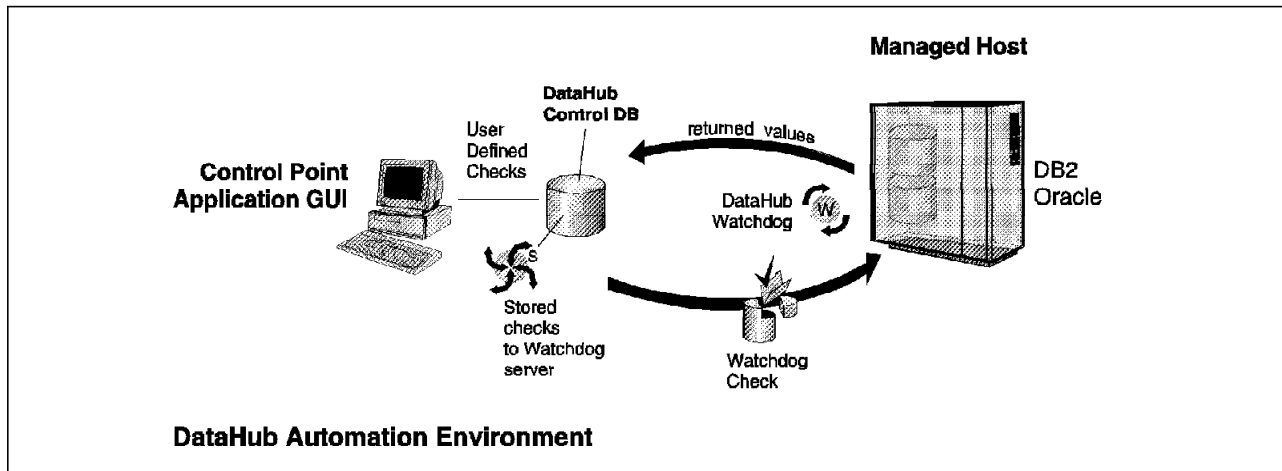 Managed Host
DataHub
Control DB
returned values
User
Defined
Checks
Control Point
Application GUI
DB2
Oracle
DataHub
Watchdog
W
S
Stored
checks
to Watchdog
server
Watchdog
Check
DataHub Automation Environment